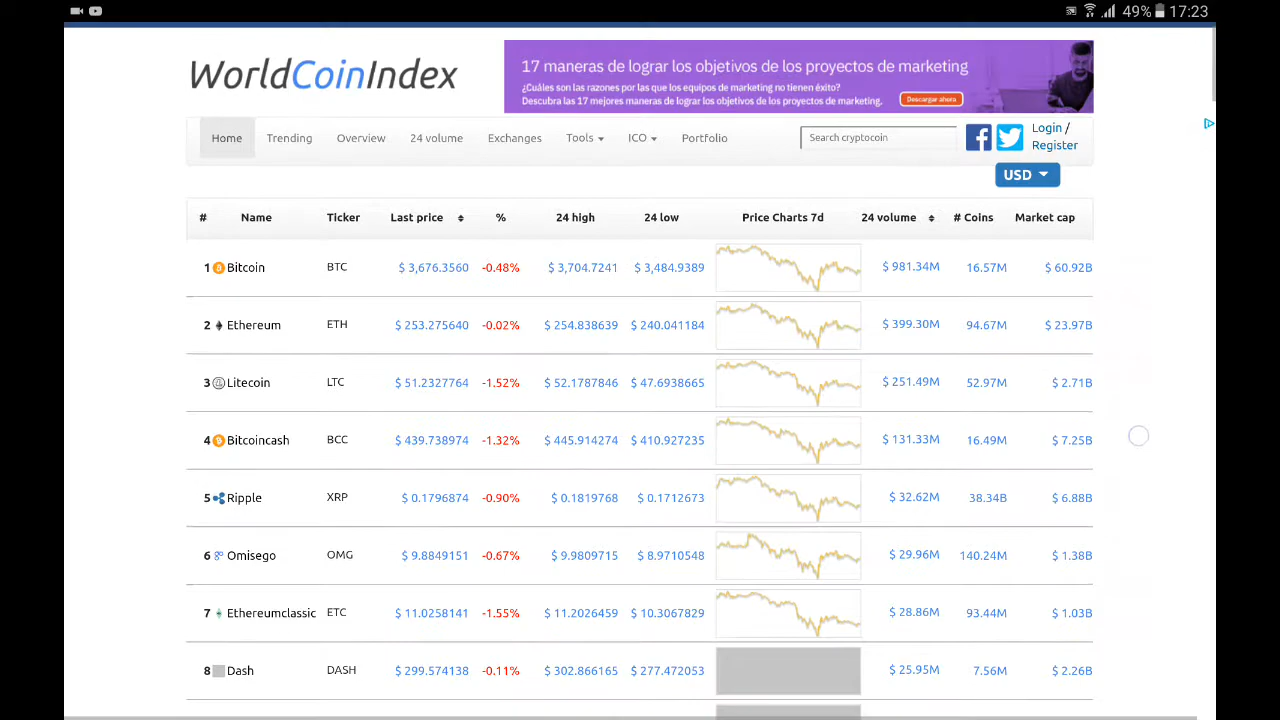 49% 17:23
WorldCoinIndex
17 maneras de lograr los objetivos de los proyectos de marketing
¿Cuáles son las razones por las que los equipos de marketing no tienen éxito?
Descubra las 17 mejores maneras de lograr los objetivos de los proyectos de marketing.
Descargar ahora
Home Trending Overview 24 volume Exchanges Tools ICO Portfolio Search cryptocoin
Login /
Register
USD
# Name Ticker Last price % 24 high 24 low Price Charts 7d 24 volume # Coins Market cap
1 Bitcoin BTC $ 3,676.3560 -0.48% $ 3,704.7241 $ 3,484.9389 $ 981.34M 16.57M $ 60.92B
2 Ethereum ETH $ 253.275640 -0.02% $ 254.838639 $ 240.041184 $ 399.30M 94.67M $ 23.97B
3 Litecoin LTC $ 51.2327764 -1.52% $ 52.1787846 $ 47.6938665 $ 251.49M 52.97M $ 2.71B
4 Bitcoincash BCC $ 439.738974 -1.32% $ 445.914274 $ 410.927235 $ 131.33M 16.49M $ 7.25B
5 Ripple XRP $ 0.1796874 -0.90% $ 0.1819768 $ 0.1712673 $ 32.62M 38.34B $ 6.88B
6 Omisego OMG $ 9.8849151 -0.67% $ 9.9809715 $ 8.9710548 $ 29.96M 140.24M $ 1.38B
7 Ethereumclassic ETC $ 11.0258141 -1.55% $ 11.2026459 $ 10.3067829 $ 28.86M 93.44M $ 1.03B
8 Dash DASH $ 299.574138 -0.11% $ 302.866165 $ 277.472053 $ 25.95M 7.56M $ 2.26B